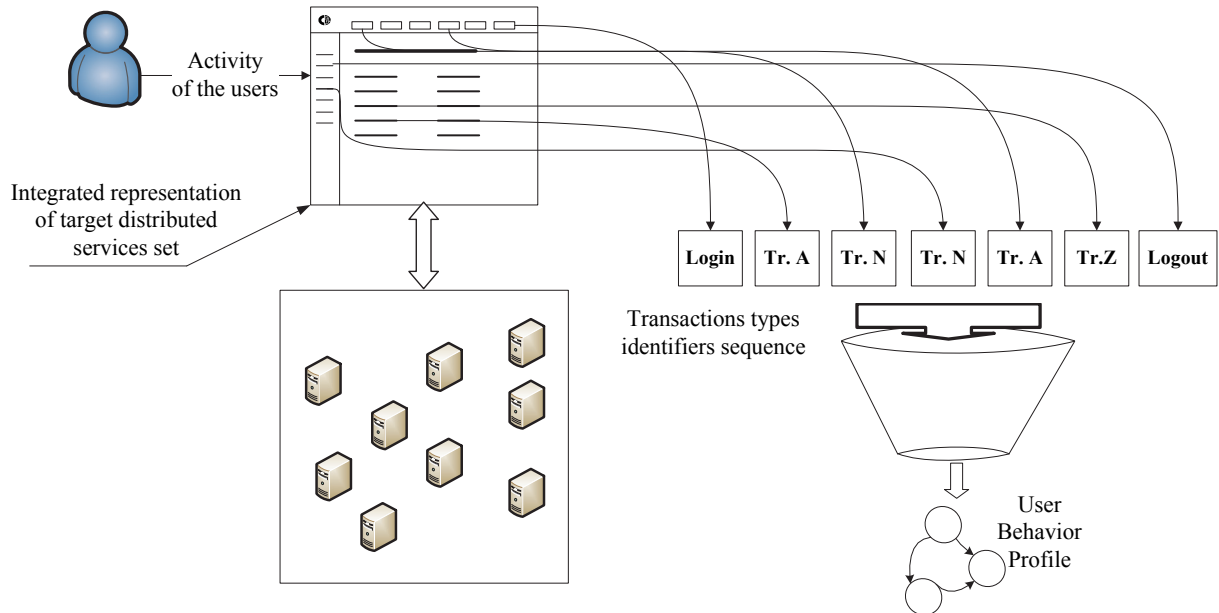 Activity
of the users
Integrated representation
of target distributed
services set
Login
Tr. A
Tr. N
Tr. N
Tr. A
Tr.Z
Logout
Transactions types
identifiers sequence
User
Behavior
Profile